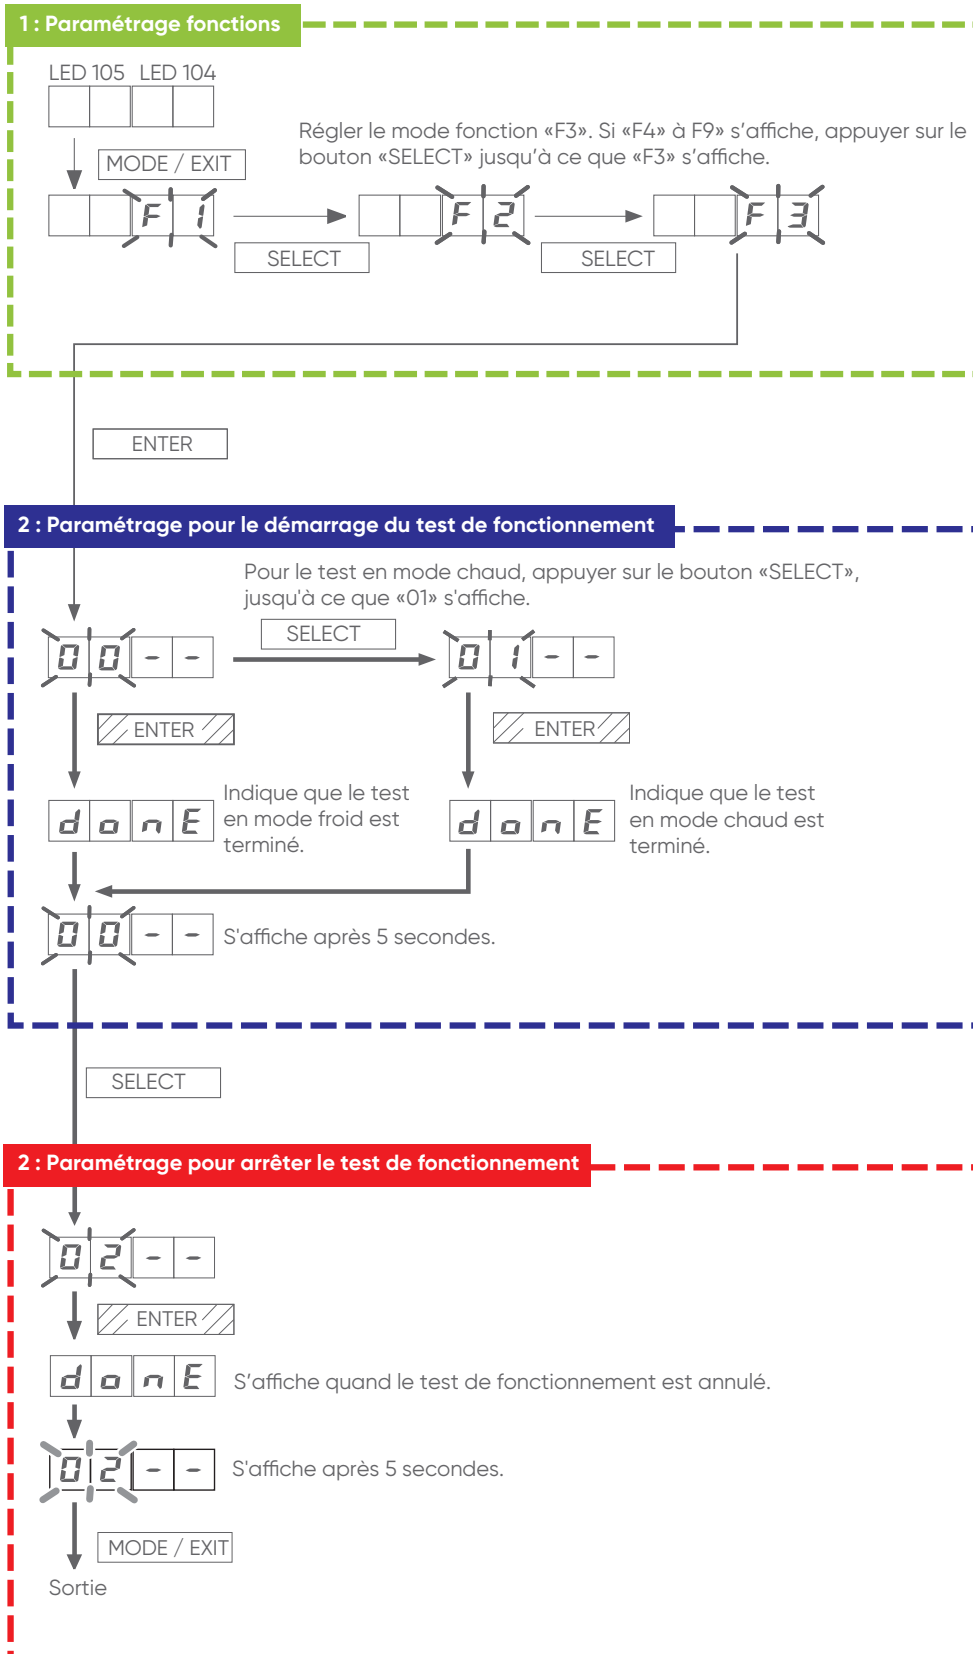 1 : Paramétrage fonctions
LED 105 LED 104
Régler le mode fonction «F3». Si «F4» à F9» s’affiche, appuyer sur le
bouton «SELECT» jusqu’à ce que «F3» s’affiche.
MODE / EXIT
F 1
F 2
F 3
SELECT
SELECT
ENTER
2 : Paramétrage pour le démarrage du test de fonctionnement
Pour le test en mode chaud, appuyer sur le bouton «SELECT»,
jusqu'à ce que «01» s'affiche.
SELECT
0 0 - -
0 1 - -
ENTER
ENTER
d o n E
Indique que le test
en mode froid est
terminé.
d o n E
Indique que le test
en mode chaud est
terminé.
0 0 - -
S'affiche après 5 secondes.
SELECT
2 : Paramétrage pour arrêter le test de fonctionnement
0 2 - -
ENTER
d o n E
S’affiche quand le test de fonctionnement est annulé.
0 2 - -
S'affiche après 5 secondes.
MODE / EXIT
Sortie